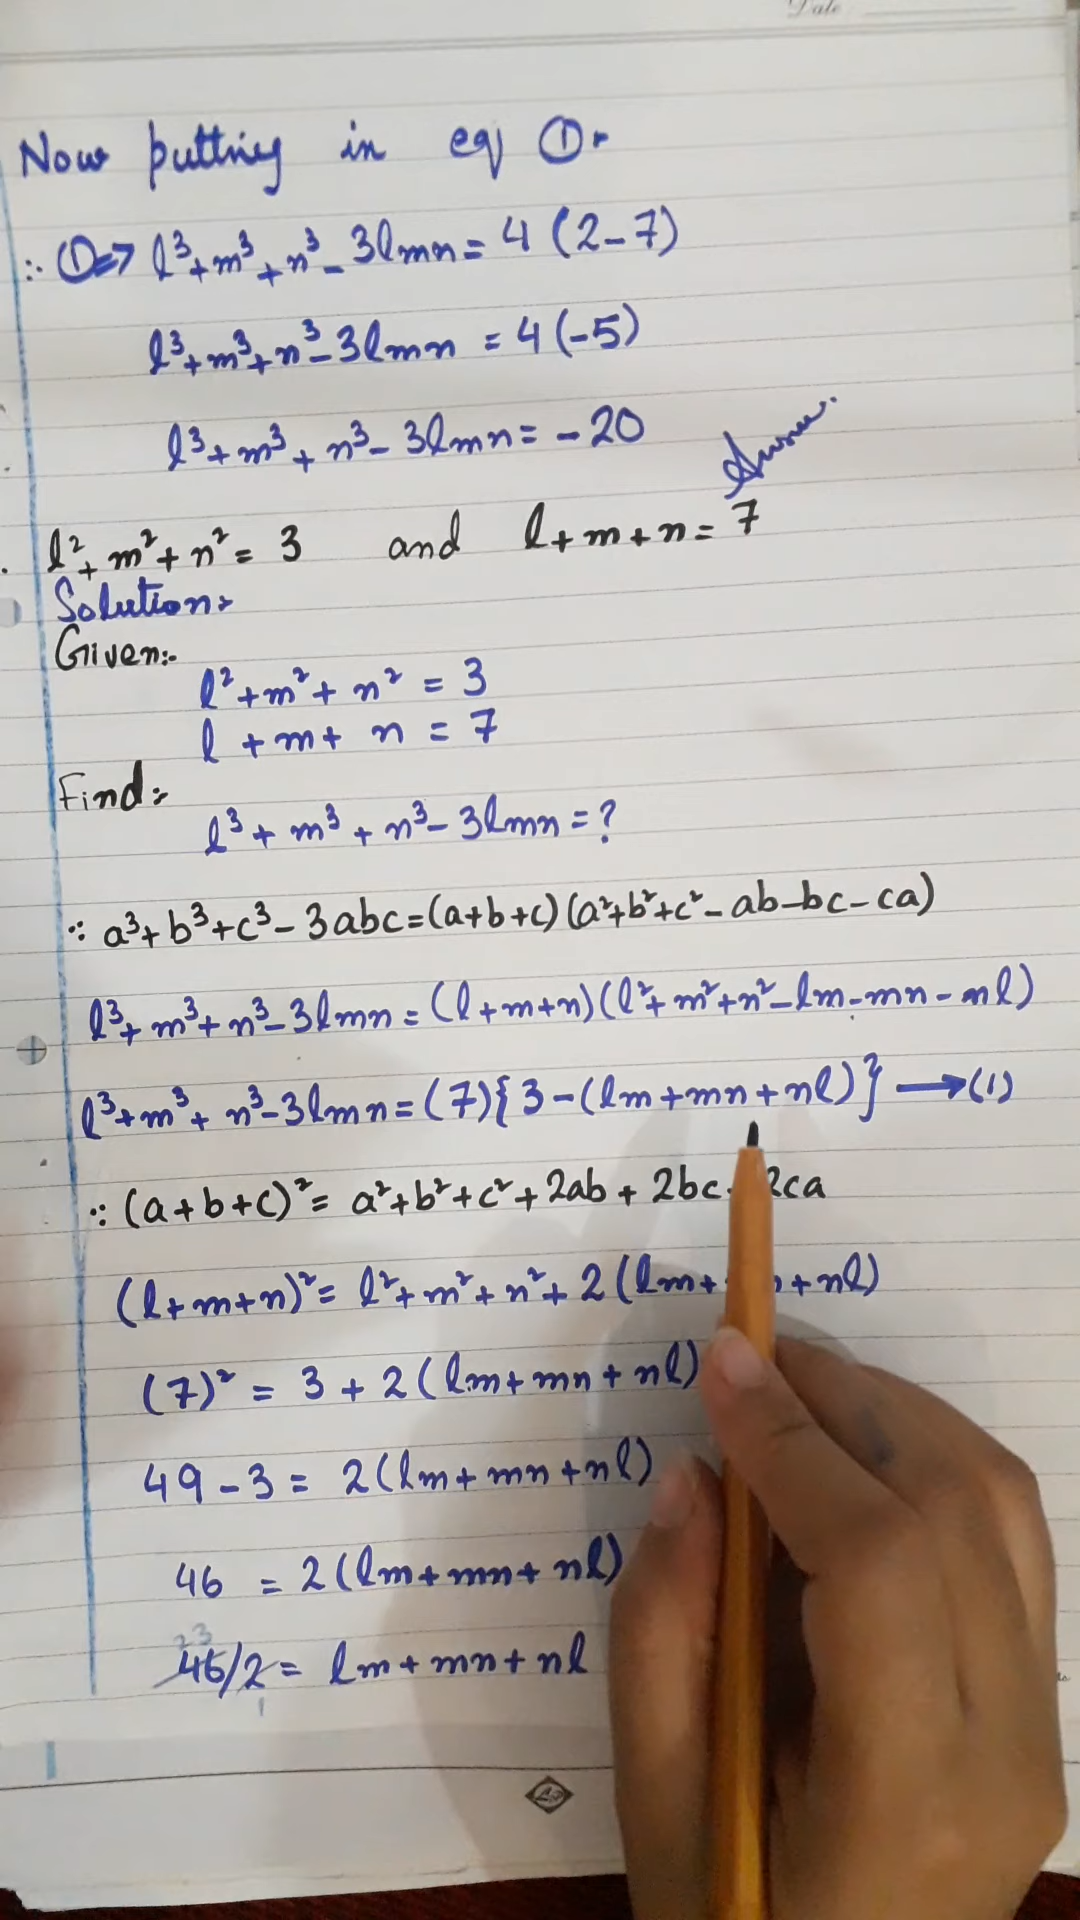 Date
Now putting in eq ①:-
∴ ①=> l³+m³+n³-3lmn=4(2-7)
l³+m³+n³-3lmn=4(-5)
l³+m³+n³-3lmn=-20
Answer.
l²+m²+n²=3 and l+m+n=7
Solution:-
Given:-
l²+m²+n²=3
l+m+n=7
Find:-
l³+m³+n³-3lmn=?
∵ a³+b³+c³-3abc=(a+b+c)(a²+b²+c²-ab-bc-ca)
l³+m³+n³-3lmn=(l+m+n)(l²+m²+n²-lm-mn-nl)
l³+m³+n³-3lmn=(7){3-(lm+mn+nl)}→(1)
∵ (a+b+c)²=a²+b²+c²+2ab+2bc 2ca
(l+m+n)²=l²+m²+n²+2(lm+ +nl)
(7)²=3+2(lm+mn+nl)
49-3=2(lm+mn+nl)
46=2(lm+mn+nl)
23
46/2=lm+mn+nl
1